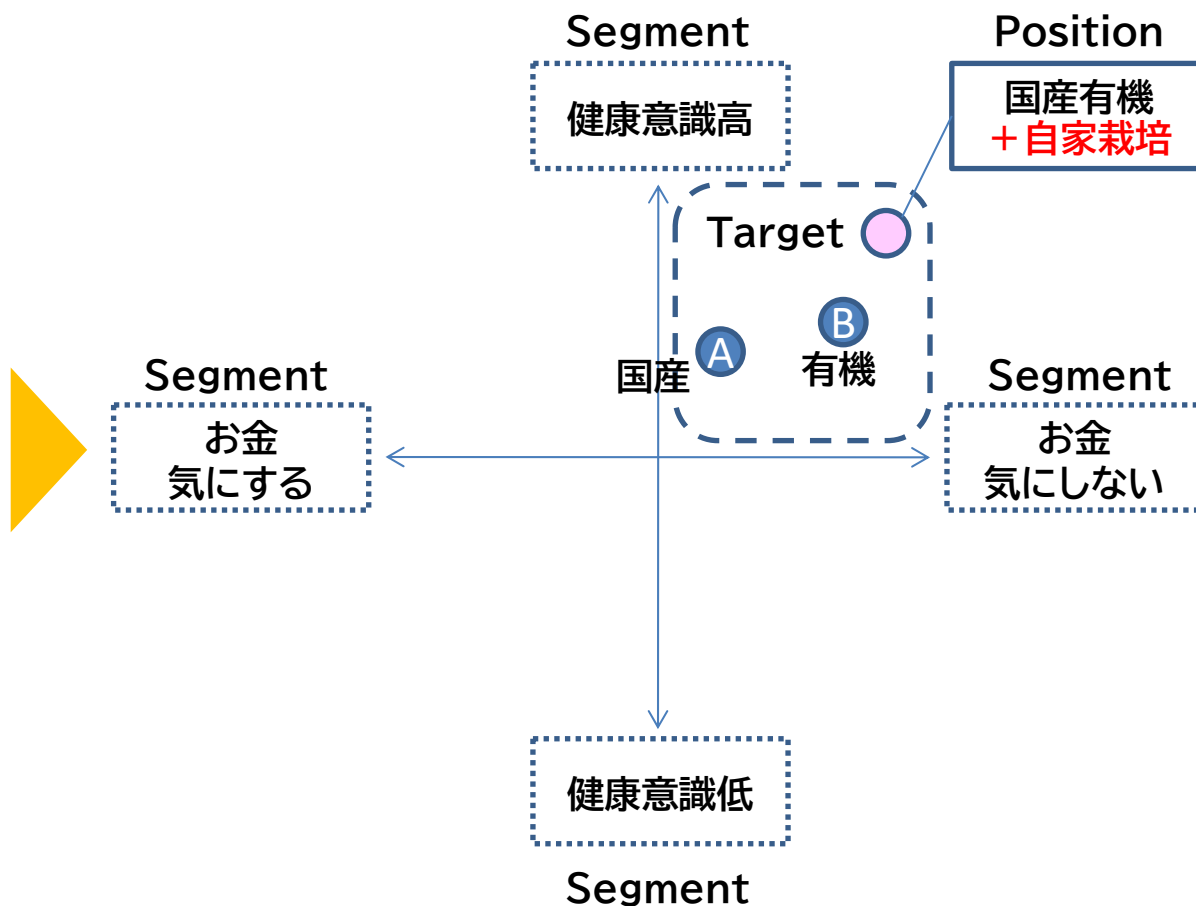 Segment
健康意識高
Position
国産有機
＋自家栽培
Target
A
国産
B
有機
Segment
お金
気にする
Segment
お金
気にしない
健康意識低
Segment